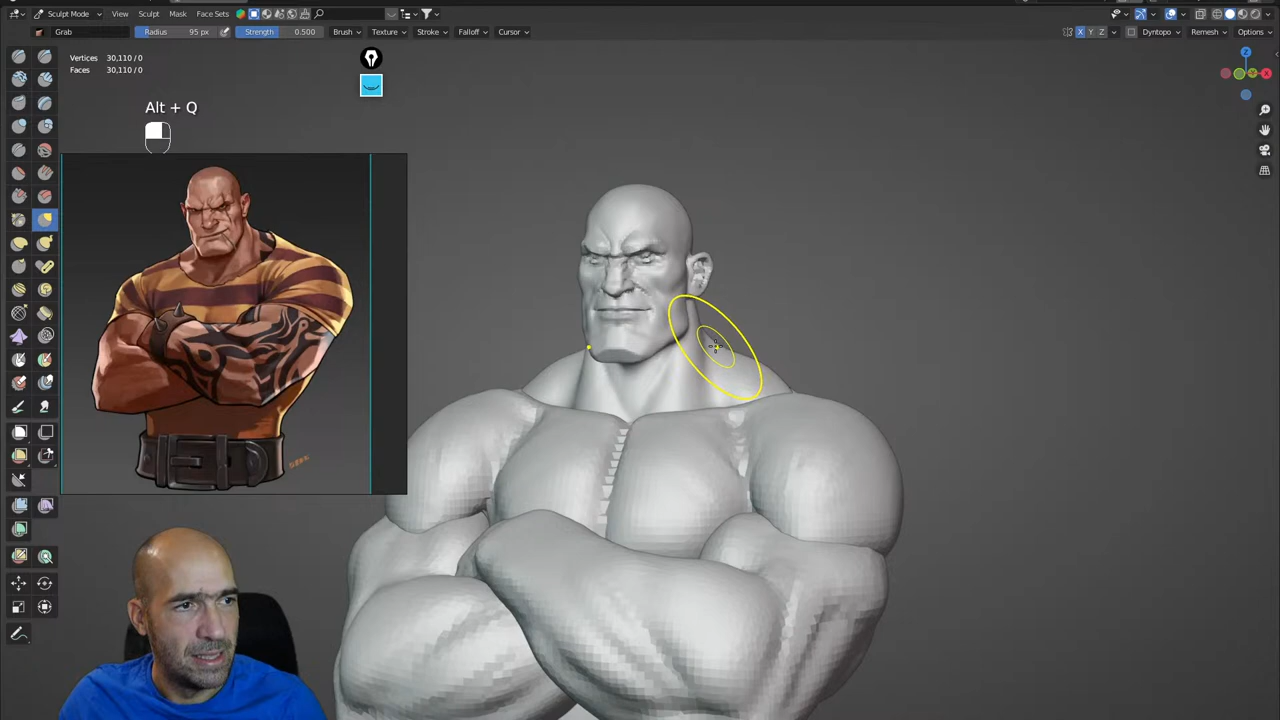 Sculpt Mode View Sculpt Mask Face Sets
Grab Radius 95 px Strength 0.500 Brush Texture Stroke Falloff Cursor X Y Z Dyntopo Remesh Options
Vertices 30,110 / 0
Faces 30,110 / 0
Alt + Q
Z
X